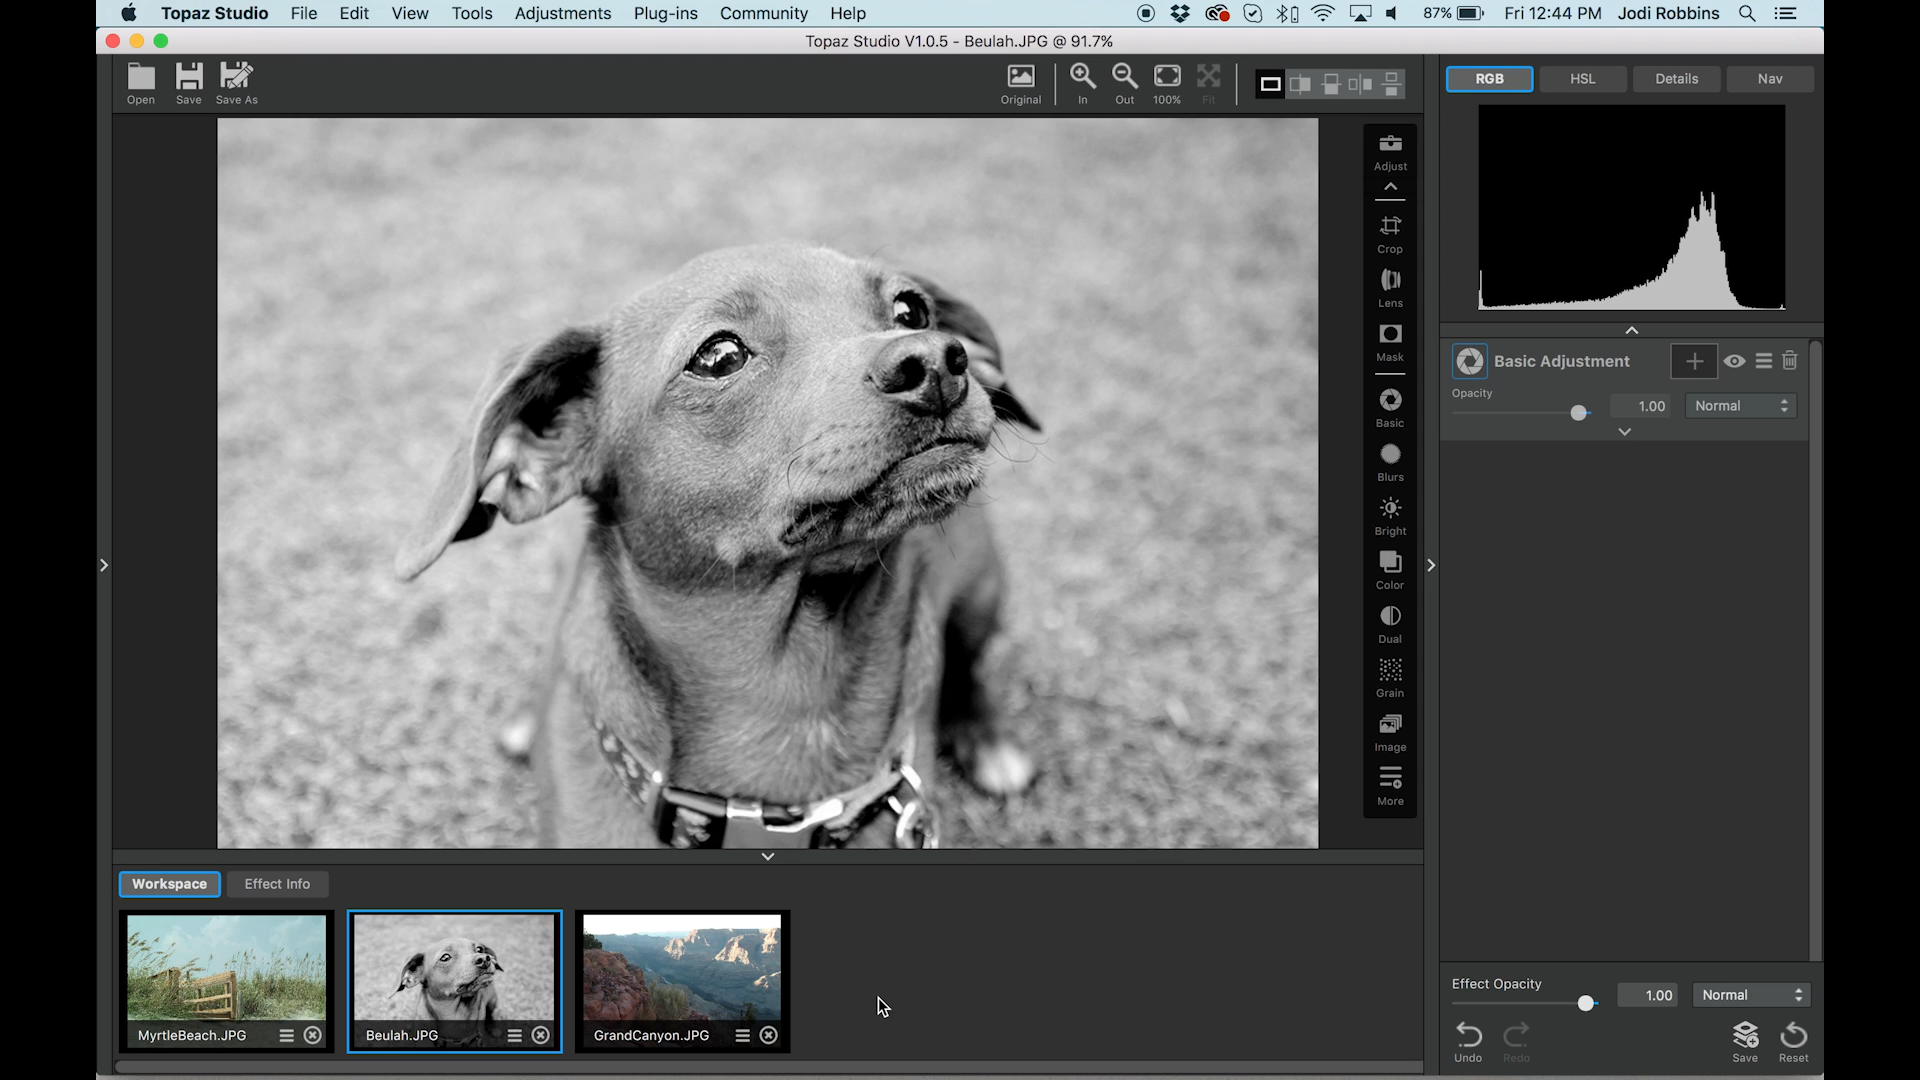 Topaz Studio File Edit View Tools Adjustments Plug-ins Community Help 87% Fri 12:44 PM Jodi Robbins
Topaz Studio V1.0.5 - Beulah.JPG @ 91.7%
Open Save Save As Original In Out 100% Fit
RGB HSL Details Nav
Adjust
Crop
Lens
Mask
Basic
Blurs
Bright
Color
Dual
Grain
Image
More
Basic Adjustment
Opacity
1.00 Normal
Workspace Effect Info
MyrtleBeach.JPG Beulah.JPG GrandCanyon.JPG
Effect Opacity
1.00 Normal
Undo Redo Save Reset